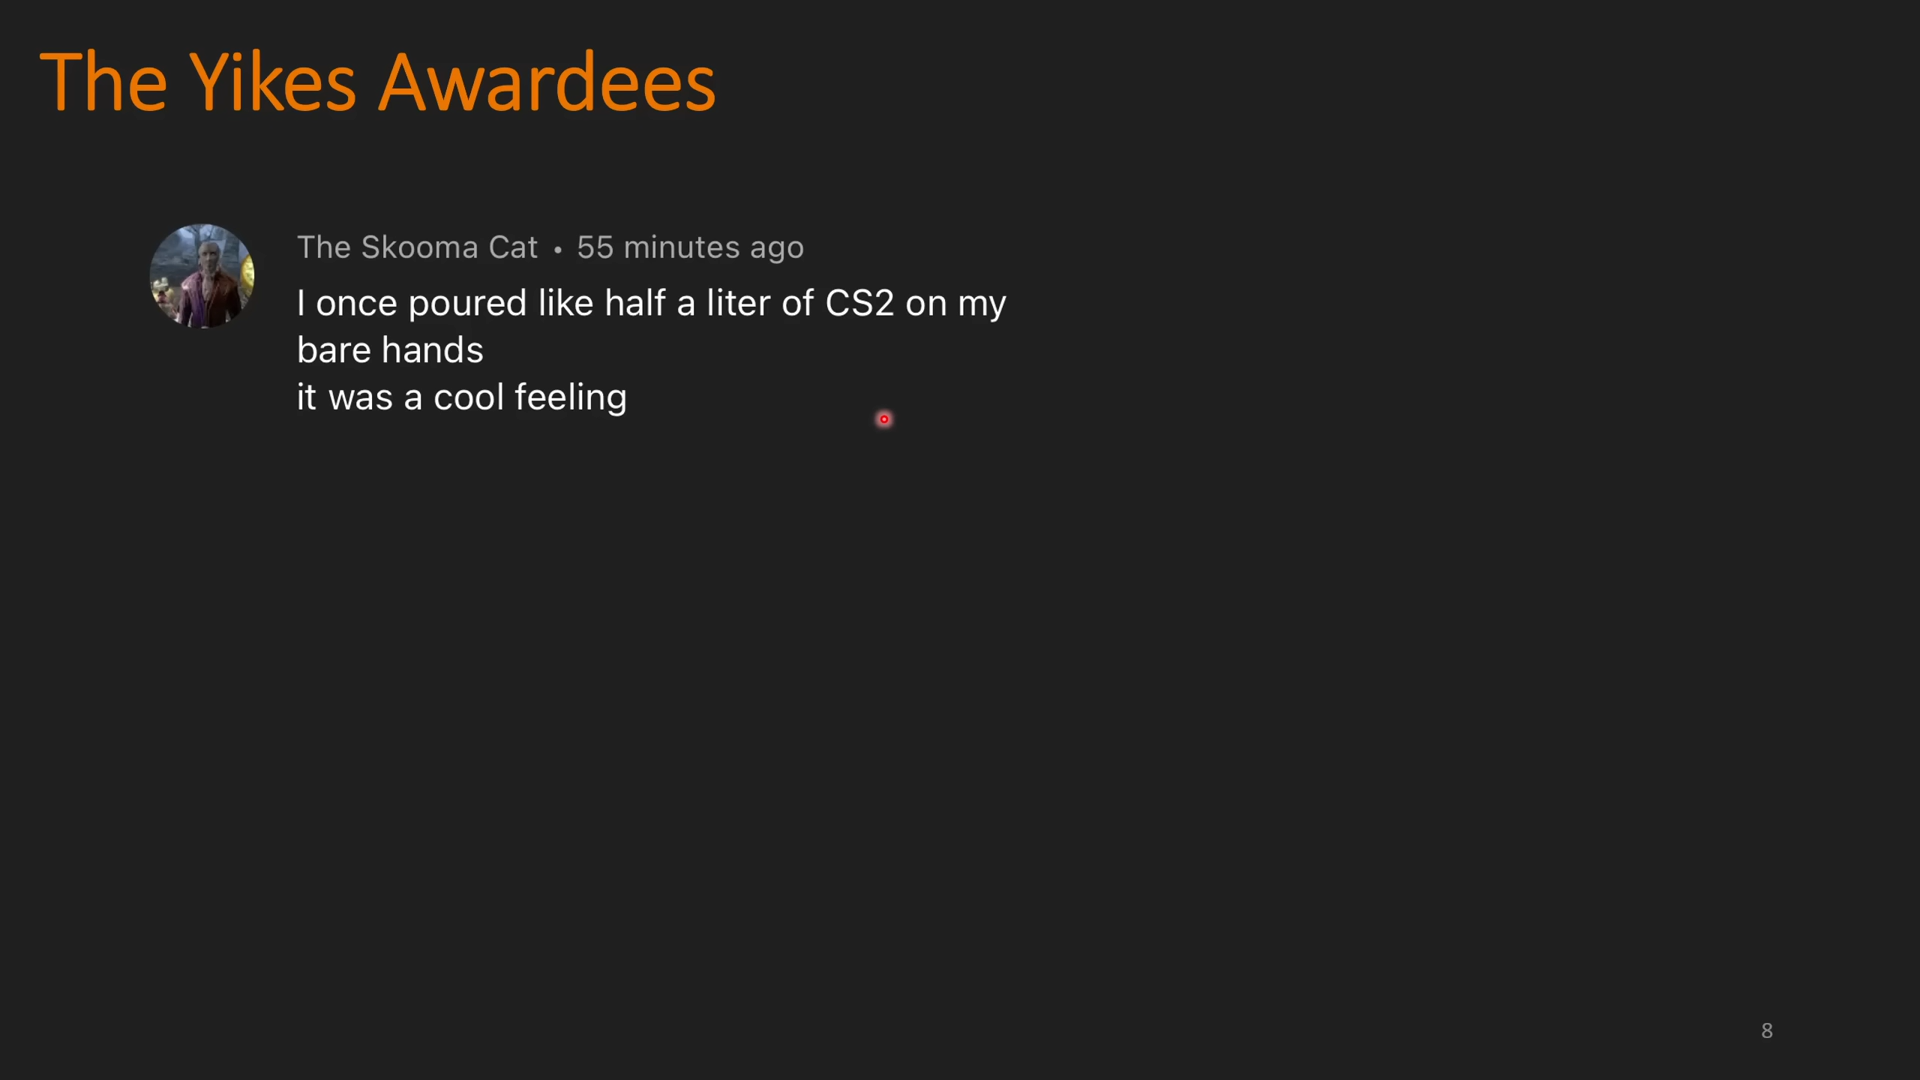 The Yikes Awardees
The Skooma Cat • 55 minutes ago
I once poured like half a liter of CS2 on my
bare hands
it was a cool feeling
8